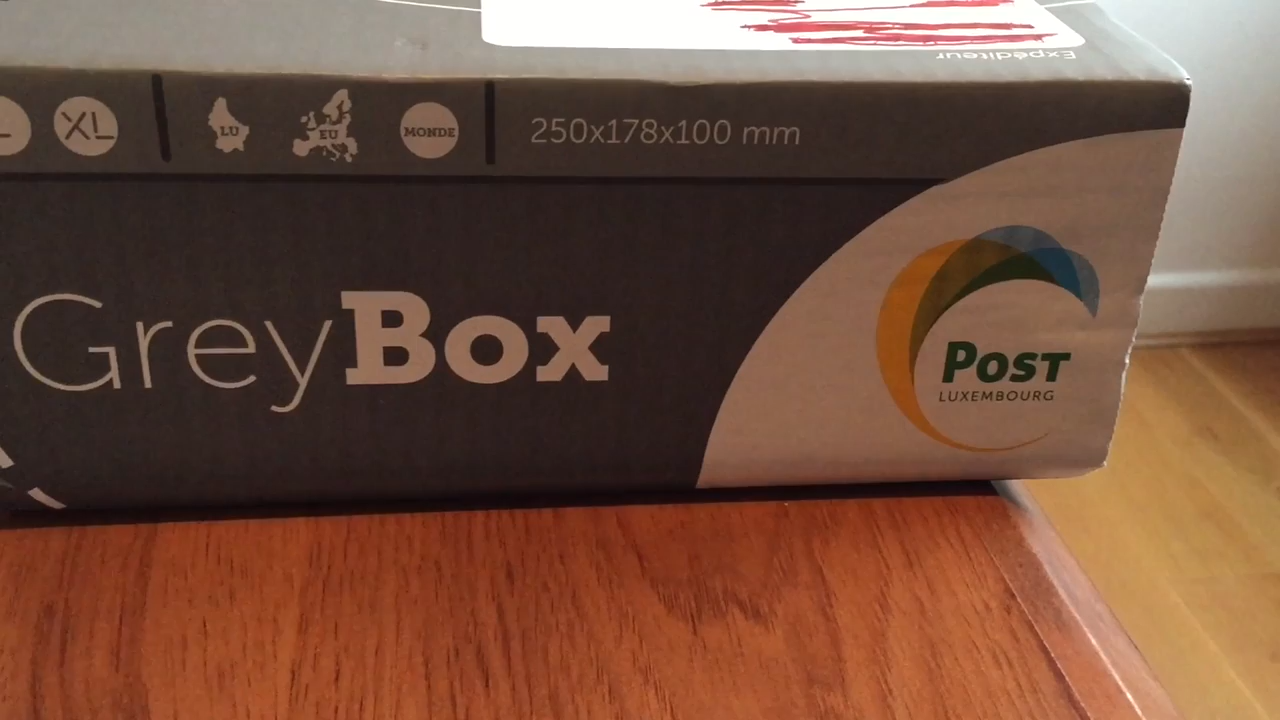 Expéditeur
XL LU EU MONDE 250x178x100 mm
GreyBox
POST
LUXEMBOURG